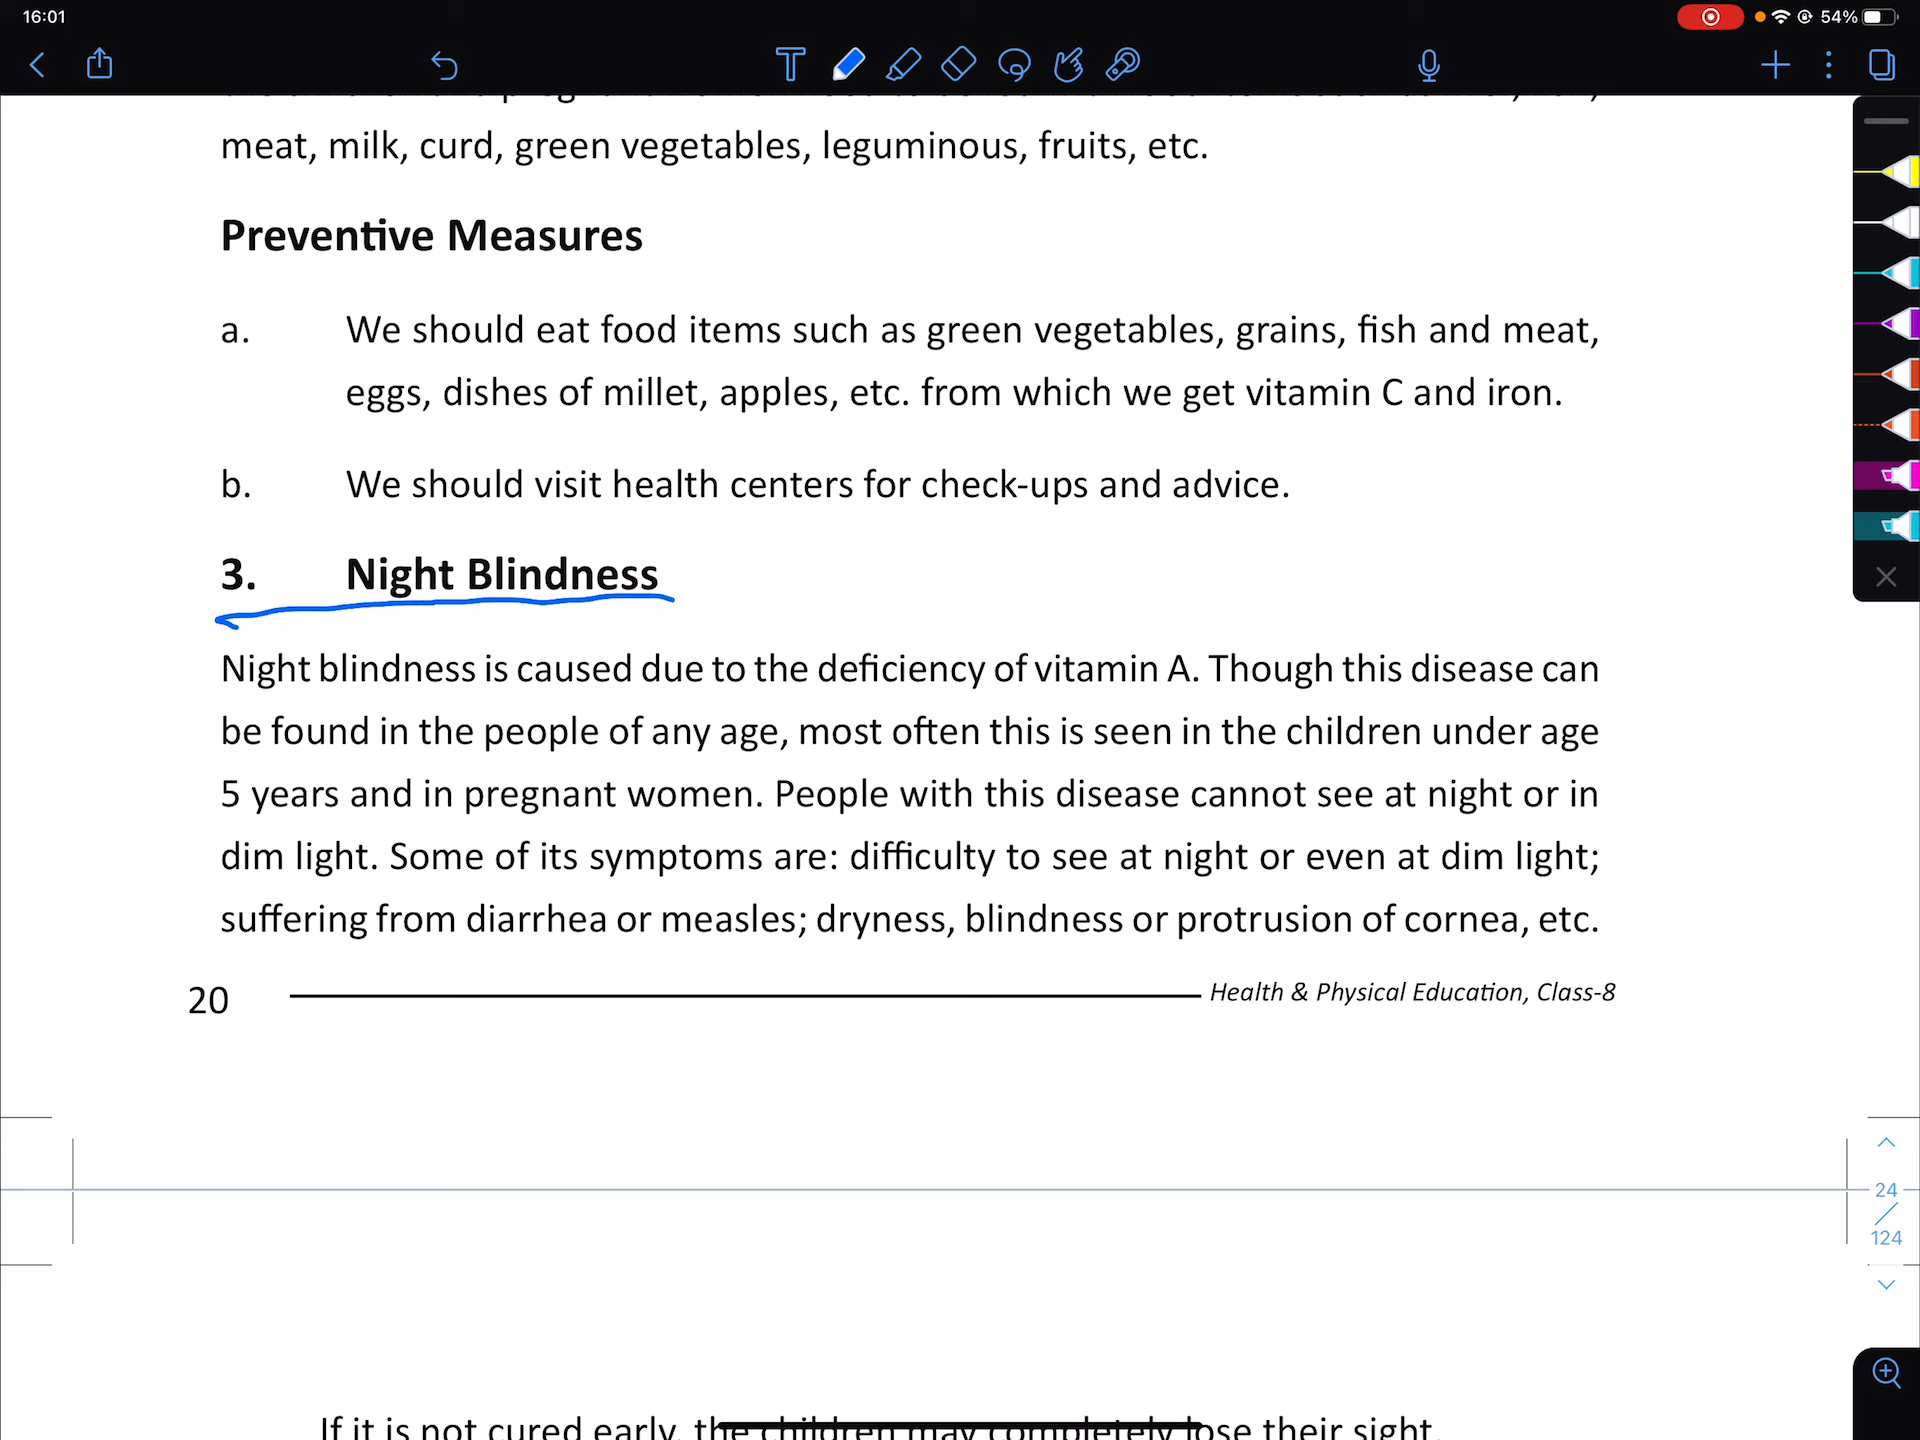 16:01
54%
meat, milk, curd, green vegetables, leguminous, fruits, etc.
Preventive Measures
a. We should eat food items such as green vegetables, grains, fish and meat,
eggs, dishes of millet, apples, etc. from which we get vitamin C and iron.
b. We should visit health centers for check-ups and advice.
3. Night Blindness
Night blindness is caused due to the deficiency of vitamin A. Though this disease can
be found in the people of any age, most often this is seen in the children under age
5 years and in pregnant women. People with this disease cannot see at night or in
dim light. Some of its symptoms are: difficulty to see at night or even at dim light;
suffering from diarrhea or measles; dryness, blindness or protrusion of cornea, etc.
20 Health & Physical Education, Class-8
24
/
124
If it is not cured early, the children may completely lose their sight.